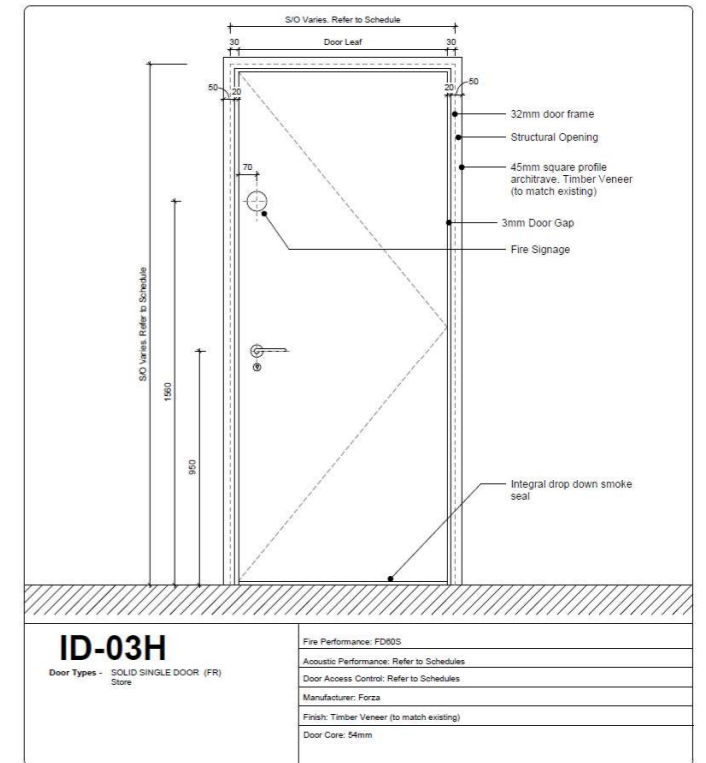 S/O Varies. Refer to Schedule
30
Door Leaf
30
50
20
20
50
32mm door frame
Structural Opening
45mm square profile
architrave. Timber Veneer
(to match existing)
70
3mm Door Gap
Fire Signage
S/O Varies. Refer to Schedule
1560
950
Integral drop down smoke
seal
ID-03H
Door Types - SOLID SINGLE DOOR (FR)
Store
Fire Performance: FD60S
Acoustic Performance: Refer to Schedules
Door Access Control: Refer to Schedules
Manufacturer: Forza
Finish: Timber Veneer (to match existing)
Door Core: 54mm